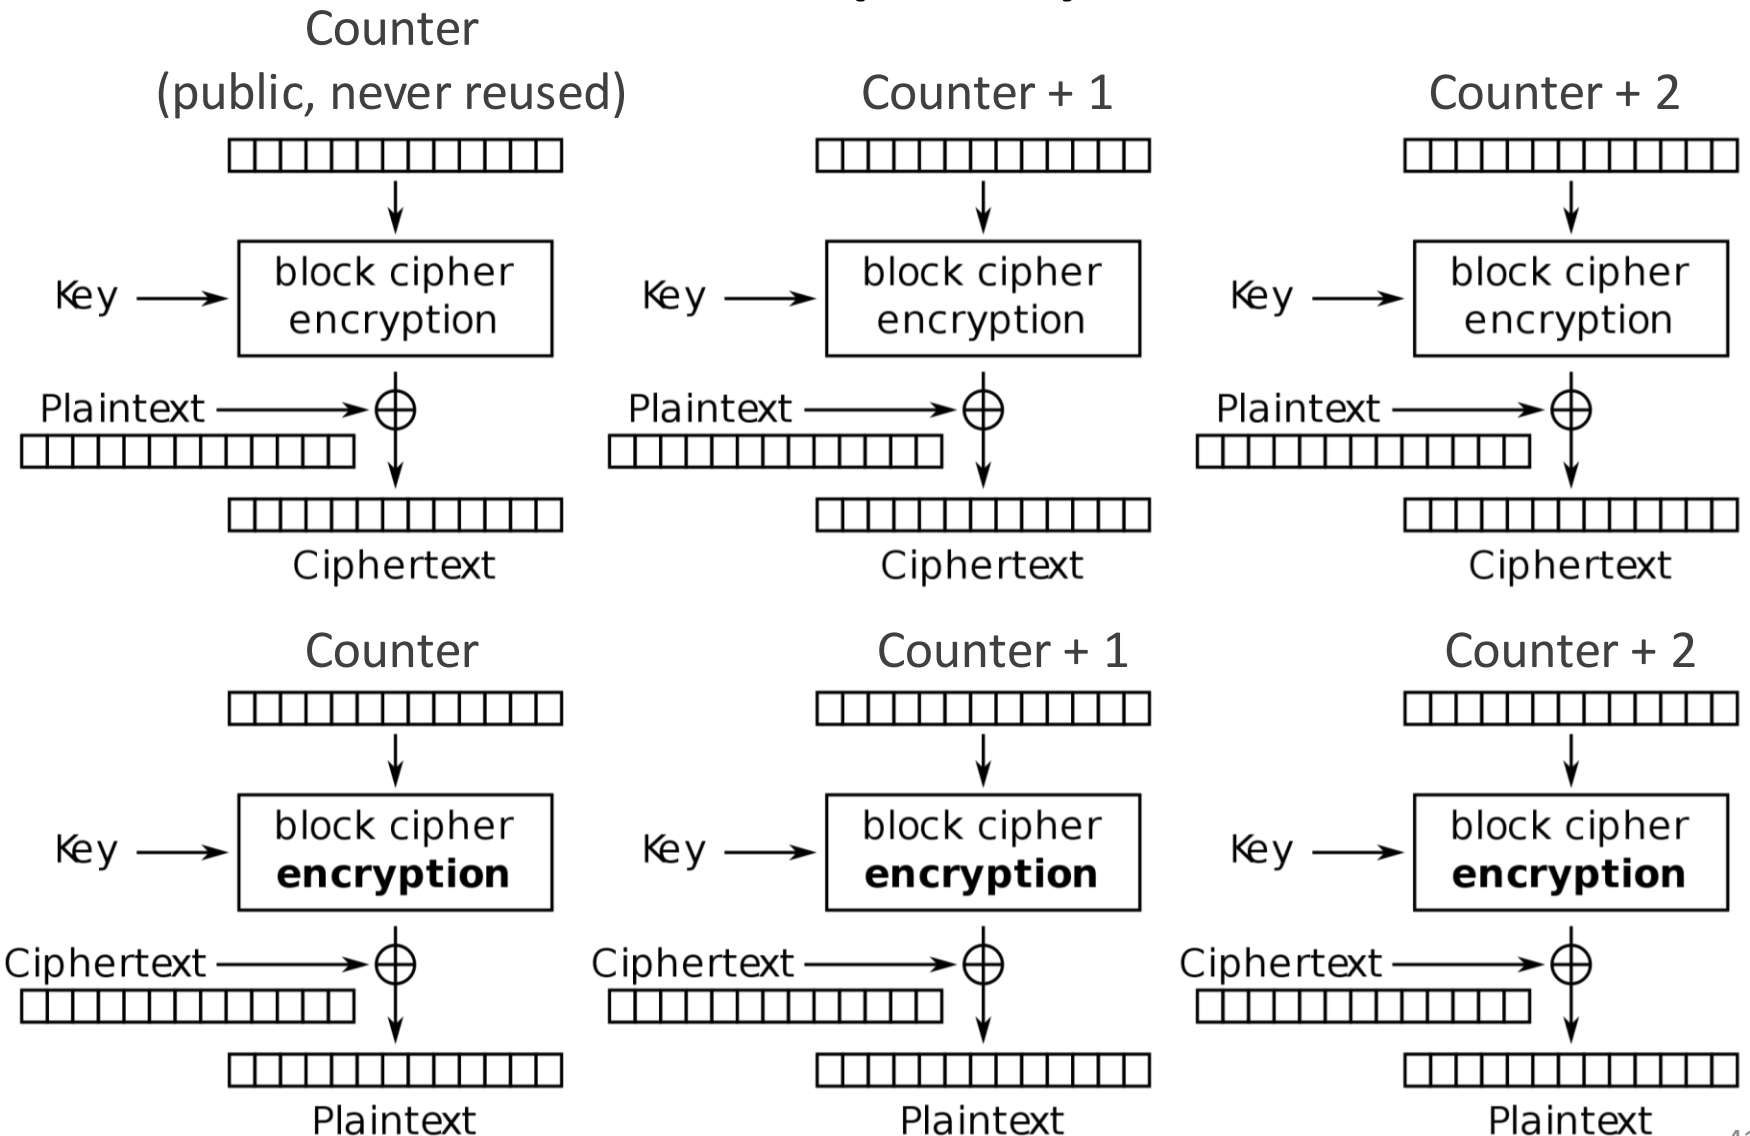 Counter
(public, never reused)
Counter + 1
Counter + 2
Key
block cipher
encryption
Key
block cipher
encryption
Key
block cipher
encryption
Plaintext
Plaintext
Plaintext
Ciphertext
Ciphertext
Ciphertext
Counter
Counter + 1
Counter + 2
Key
block cipher
encryption
Key
block cipher
encryption
Key
block cipher
encryption
Ciphertext
Ciphertext
Ciphertext
Plaintext
Plaintext
Plaintext